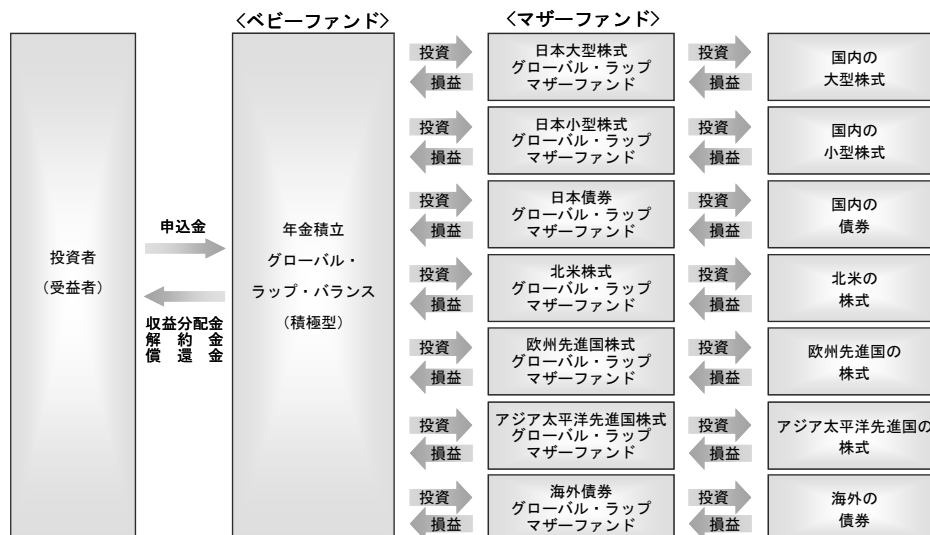 <ベビーファンド>
<マザーファンド>
投資者
（受益者）
申込金
収益分配金
解約金
償還金
年金積立
グローバル・
ラップ・バランス
（積極型）
投資
損益
日本大型株式
グローバル・ラップ
マザーファンド
投資
損益
国内の
大型株式
投資
損益
日本小型株式
グローバル・ラップ
マザーファンド
投資
損益
国内の
小型株式
投資
損益
日本債券
グローバル・ラップ
マザーファンド
投資
損益
国内の
債券
投資
損益
北米株式
グローバル・ラップ
マザーファンド
投資
損益
北米の
株式
投資
損益
欧州先進国株式
グローバル・ラップ
マザーファンド
投資
損益
欧州先進国の
株式
投資
損益
アジア太平洋先進国株式
グローバル・ラップ
マザーファンド
投資
損益
アジア太平洋先進国の
株式
投資
損益
海外債券
グローバル・ラップ
マザーファンド
投資
損益
海外の
債券